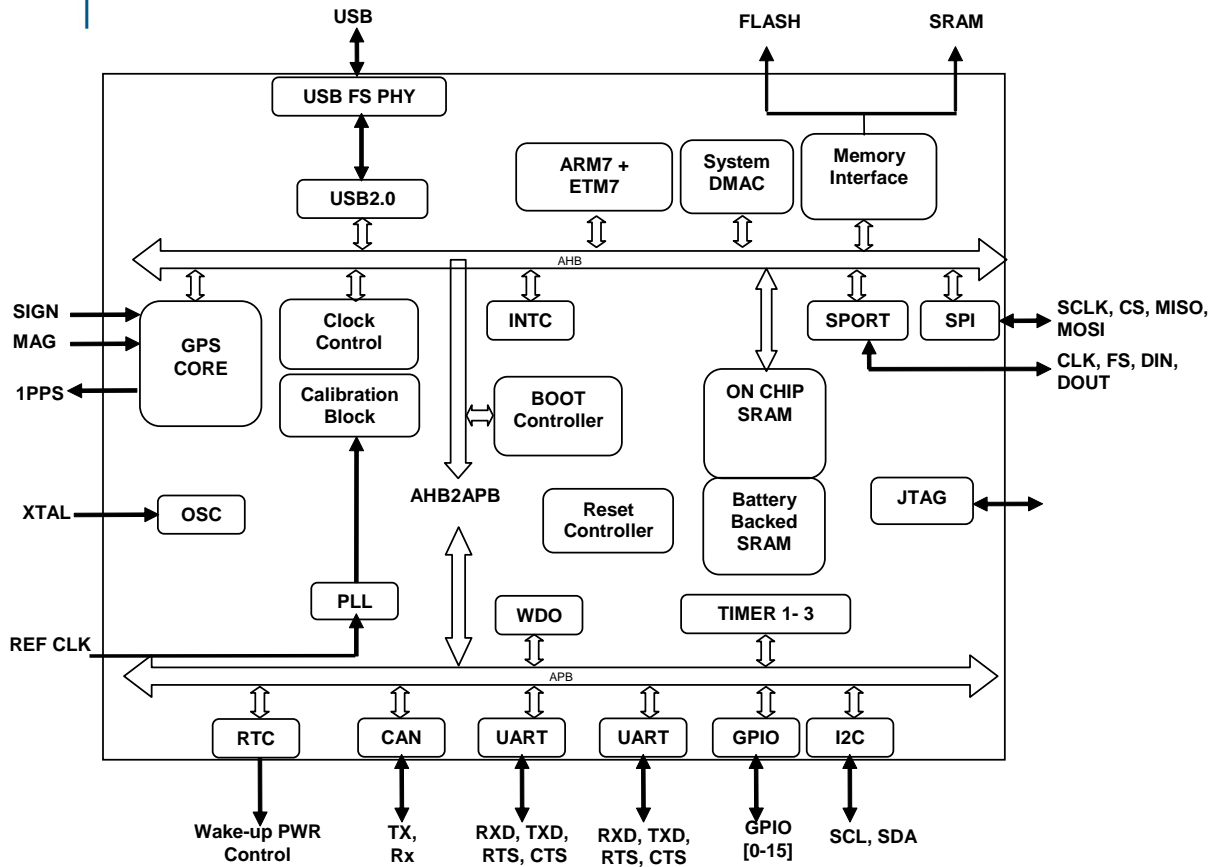 USB
FLASH
SRAM
USB FS PHY
ARM7 +
ETM7
System
DMAC
Memory
Interface
USB2.0
AHB
SIGN
MAG
1PPS
GPS
CORE
Clock
Control
INTC
SPORT
SPI
SCLK, CS, MISO,
MOSI
CLK, FS, DIN,
DOUT
Calibration
Block
BOOT
Controller
ON CHIP
SRAM
AHB2APB
XTAL
OSC
Reset
Controller
Battery
Backed
SRAM
JTAG
PLL
WDO
TIMER 1- 3
REF CLK
APB
RTC
CAN
UART
UART
GPIO
I2C
Wake-up PWR
Control
TX,
Rx
RXD, TXD,
RTS, CTS
RXD, TXD,
RTS, CTS
GPIO
[0-15]
SCL, SDA